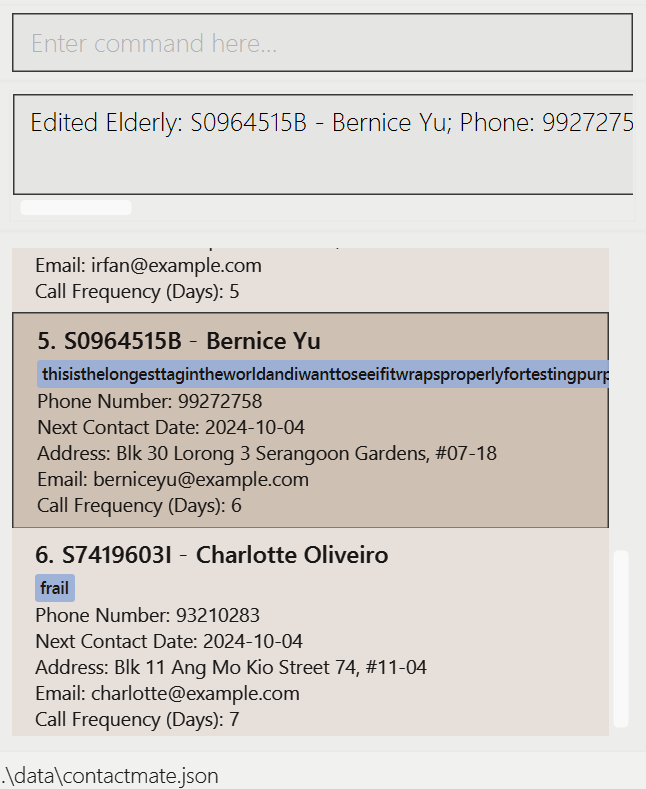 Enter command here...
Edited Elderly: S0964515B - Bernice Yu; Phone: 9927275
Email: irfan@example.com
Call Frequency (Days): 5
5. S0964515B - Bernice Yu
thisisthelongesttagintheworldandiwanttoseeifitwrapsproperlyfortestingpurp
Phone Number: 99272758
Next Contact Date: 2024-10-04
Address: Blk 30 Lorong 3 Serangoon Gardens, #07-18
Email: berniceyu@example.com
Call Frequency (Days): 6
6. S7419603I - Charlotte Oliveiro
frail
Phone Number: 93210283
Next Contact Date: 2024-10-04
Address: Blk 11 Ang Mo Kio Street 74, #11-04
Email: charlotte@example.com
Call Frequency (Days): 7
.\data\contactmate.json